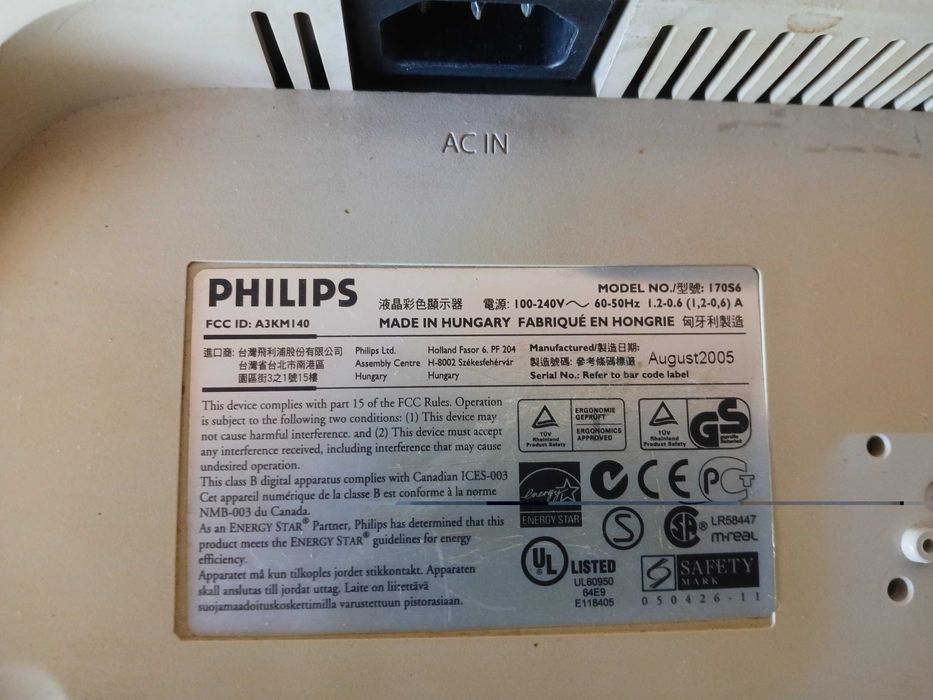 AC IN
PHILIPS
液晶彩色顯示器 電源: 100-240V～ 60-50Hz 1.2-0.6 (1,2-0,6) A
MODEL NO./型號: 170S6
FCC ID: A3KM140
MADE IN HUNGARY FABRIQUÉ EN HONGRIE 匈牙利製造
進口商: 台灣飛利浦股份有限公司
台灣省台北市南港區
園區街3之1號15樓
Philips Ltd.
Assembly Centre
Hungary
Holland Fasor 6. PF 204
H-8002 Székesfehérvár
Hungary
Manufactured/製造日期:
製造號碼: 參考條碼標選
August2005
Serial No.: Refer to bar code label
This device complies with part 15 of the FCC Rules. Operation
is subject to the following two conditions: (1) This device may
not cause harmful interference. and (2) This device must accept
any interference received, including interference that may cause
undesired operation.
This class B digital apparatus complies with Canadian ICES-003
Cet appareil numérique de la classe B est conforme à la norme
NMB-003 du Canada.
As an ENERGY STAR® Partner, Philips has determined that this
product meets the ENERGY STAR® guidelines for energy
efficiency.
Apparatet må kun tilkoples jordet stikkontakt. Apparaten
skall anslutas till jordat uttag. Laite on liitettävä
suojamaadoituskoskettimilla varustettuun pistorasiaan.
TÜV
Rheinland
Product Safety
ERGONOMIE
GEPRÜFT
ERGONOMICS
APPROVED
TÜV
Rheinland
Product Safety
GS
geprüfte
Sicherheit
energy
ENERGY STAR
CE
PCT
S
SA ®
LR58447
m-real
UL
LISTED
UL60950
64E9
E118405
SAFETY
MARK
050426-11